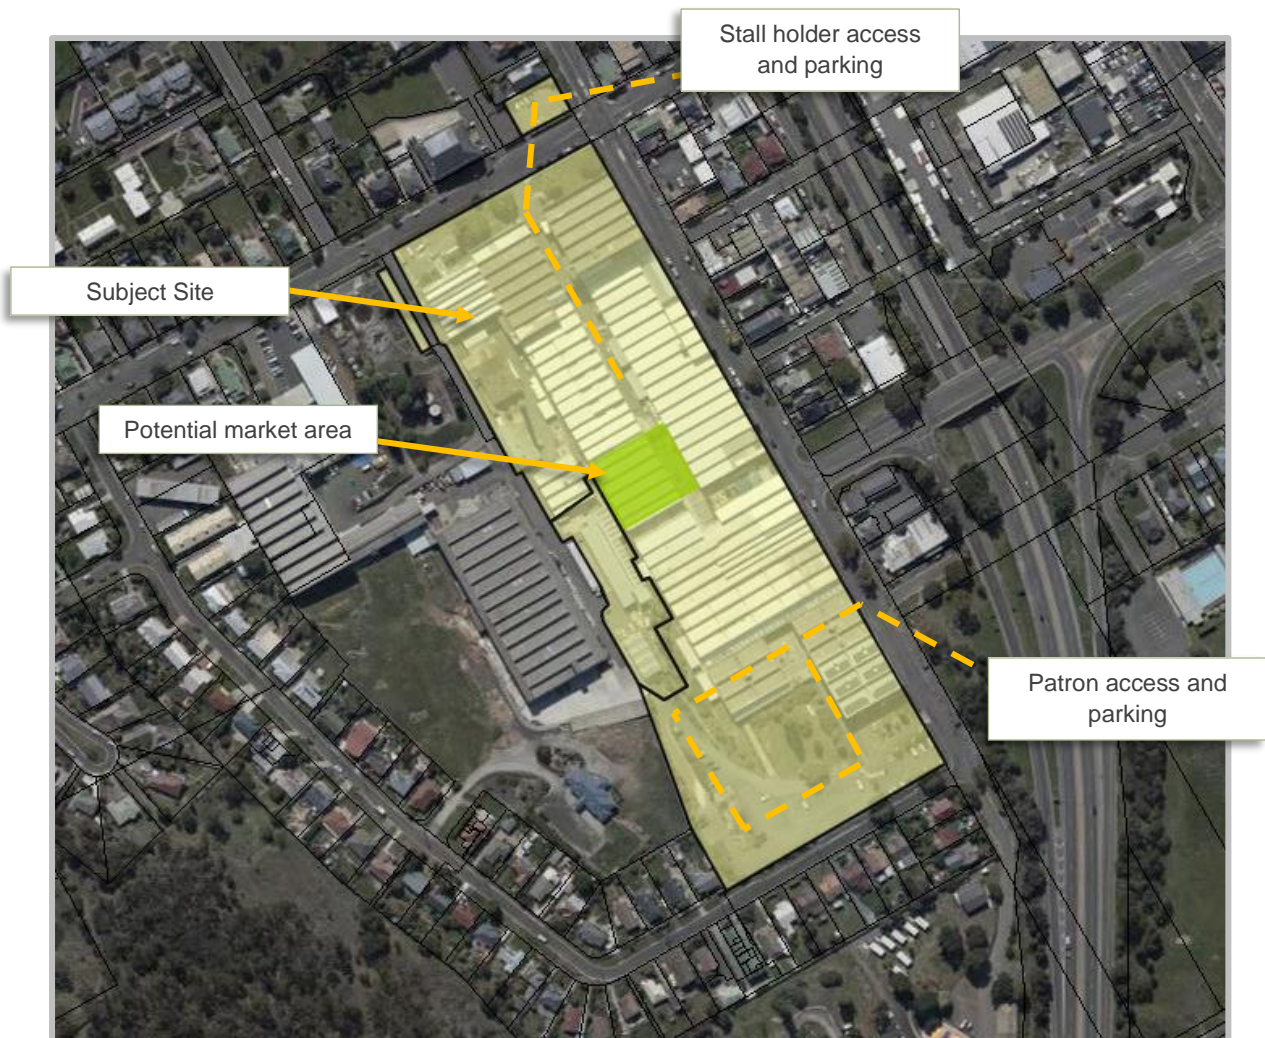 Stall holder access
and parking
Subject Site
Potential market area
Patron access and
parking